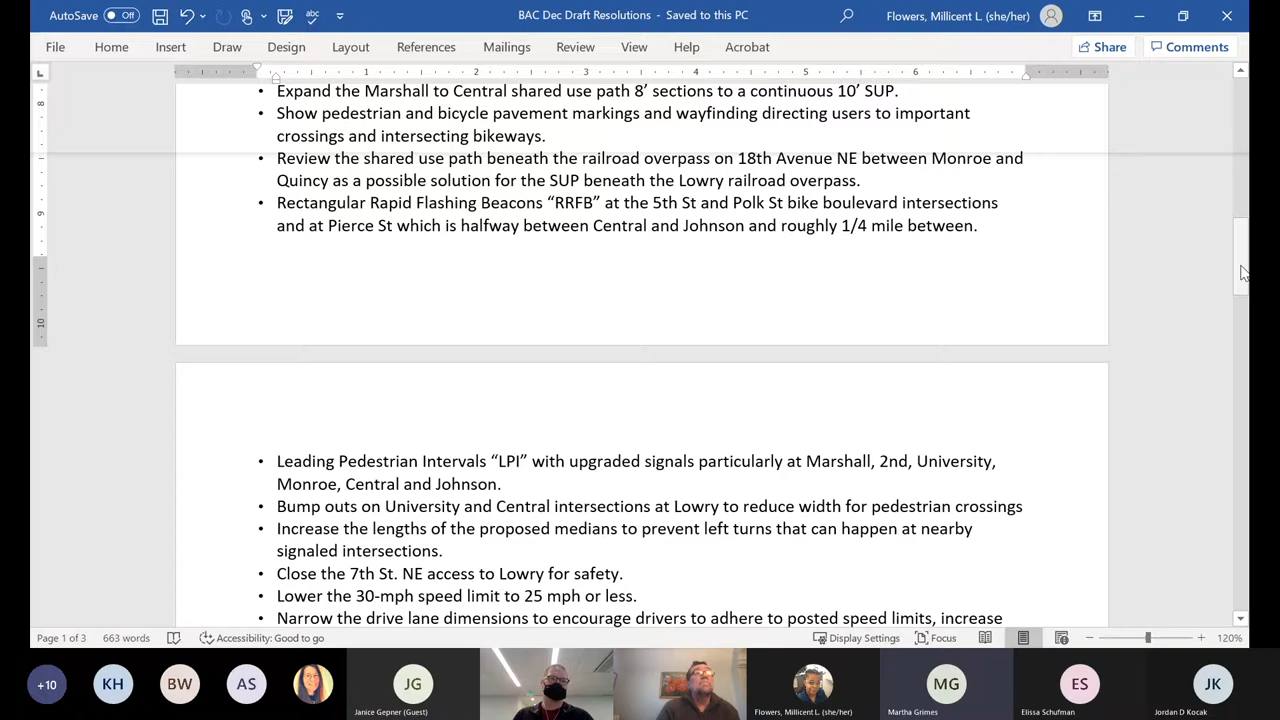 AutoSave Off BAC Dec Draft Resolutions - Saved to this PC Flowers, Millicent L. (she/her)
File Home Insert Draw Design Layout References Mailings Review View Help Acrobat Share Comments
1 2 3 4 5 6
8
9
10
• Expand the Marshall to Central shared use path 8’ sections to a continuous 10’ SUP.
• Show pedestrian and bicycle pavement markings and wayfinding directing users to important
crossings and intersecting bikeways.
• Review the shared use path beneath the railroad overpass on 18th Avenue NE between Monroe and
Quincy as a possible solution for the SUP beneath the Lowry railroad overpass.
• Rectangular Rapid Flashing Beacons “RRFB” at the 5th St and Polk St bike boulevard intersections
and at Pierce St which is halfway between Central and Johnson and roughly 1/4 mile between.
• Leading Pedestrian Intervals “LPI” with upgraded signals particularly at Marshall, 2nd, University,
Monroe, Central and Johnson.
• Bump outs on University and Central intersections at Lowry to reduce width for pedestrian crossings
• Increase the lengths of the proposed medians to prevent left turns that can happen at nearby
signaled intersections.
• Close the 7th St. NE access to Lowry for safety.
• Lower the 30-mph speed limit to 25 mph or less.
• Narrow the drive lane dimensions to encourage drivers to adhere to posted speed limits, increase
Page 1 of 3 663 words Accessibility: Good to go Display Settings Focus 120%
+10 KH BW AS JG MG ES JK
Janice Gepner (Guest) Flowers, Millicent L. (she/her) Martha Grimes Elissa Schufman Jordan D Kocak